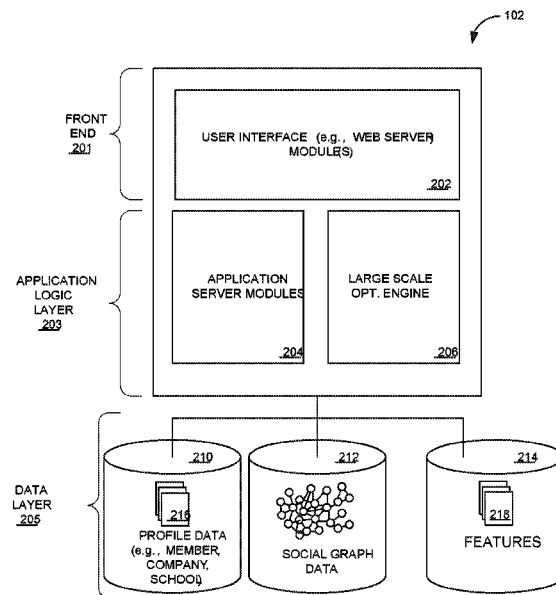 102
FRONT
END
201
USER INTERFACE (e.g., WEB SERVER
MODULES)
202
APPLICATION
LOGIC LAYER
203
APPLICATION
SERVER MODULES
204
LARGE SCALE
OPT. ENGINE
206
DATA
LAYER
205
210
216
PROFILE DATA
(e.g., MEMBER,
COMPANY,
SCHOOL)
212
SOCIAL GRAPH
DATA
214
218
FEATURES